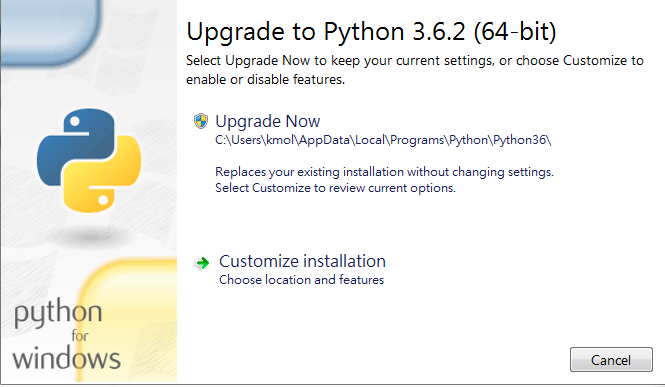 Upgrade to Python 3.6.2 (64-bit)
Select Upgrade Now to keep your current settings, or choose Customize to
enable or disable features.
Upgrade Now
C:\Users\kmol\AppData\Local\Programs\Python\Python36\
Replaces your existing installation without changing settings.
Select Customize to review current options.
Customize installation
Choose location and features
python
for
windows
Cancel